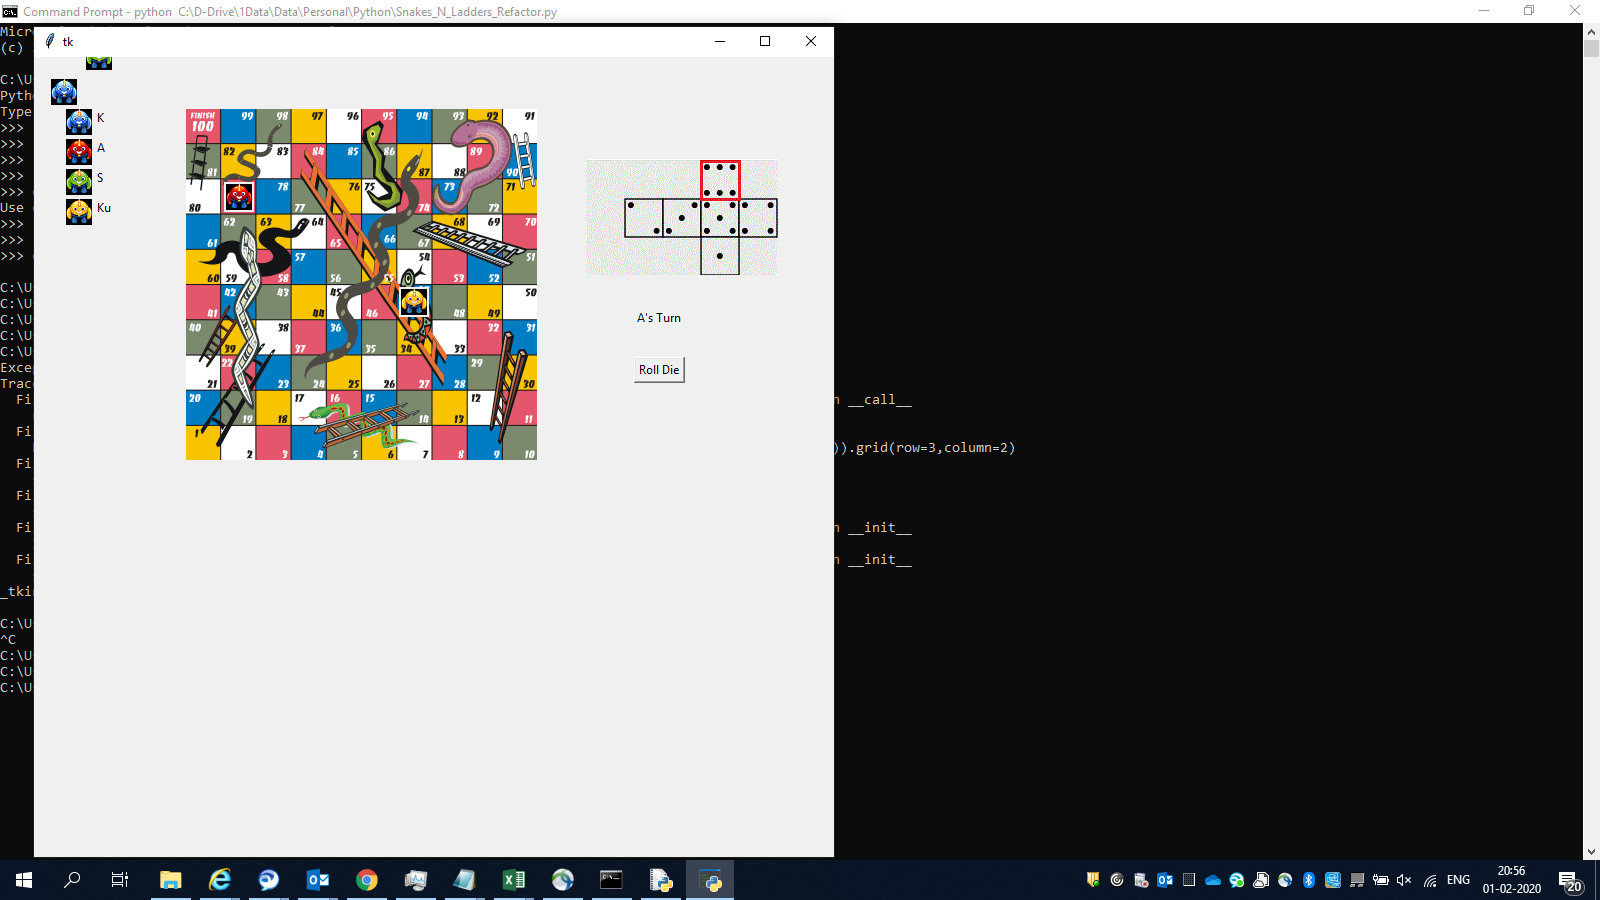 Command Prompt - python  C:\D-Drive\1Data\Data\Personal\Python\Snakes_N_Ladders_Refactor.py
tk
(c)
C:\U
Type
>>>
>>>
>>>
>>>
>>>
Use
>>>
>>>
>>>
C:\U
C:\U
C:\U
C:\U
C:\U
Fi
n __call__
Fi
)).grid(row=3,column=2)
Fi
Fi
Fi
n __init__
Fi
n __init__
C:\U
^C
C:\U
C:\U
C:\U
K
A
S
Ku
FINISH 100 99 98 97 96 95 94 93 92 91
81 82 83 84 85 86 87 88 89 90
80 78 77 76 75 74 73 72 71
61 62 63 64 65 66 67 68 69 70
60 59 58 57 56 55 54 53 52 51
41 42 43 44 45 46 48 49 50
40 39 38 37 36 35 34 33 32 31
21 22 23 24 25 26 27 28 29 30
20 19 18 17 16 15 14 13 12 11
1 2 3 4 5 6 7 8 9 10
A's Turn
Roll Die
ENG
20:56
01-02-2020
20